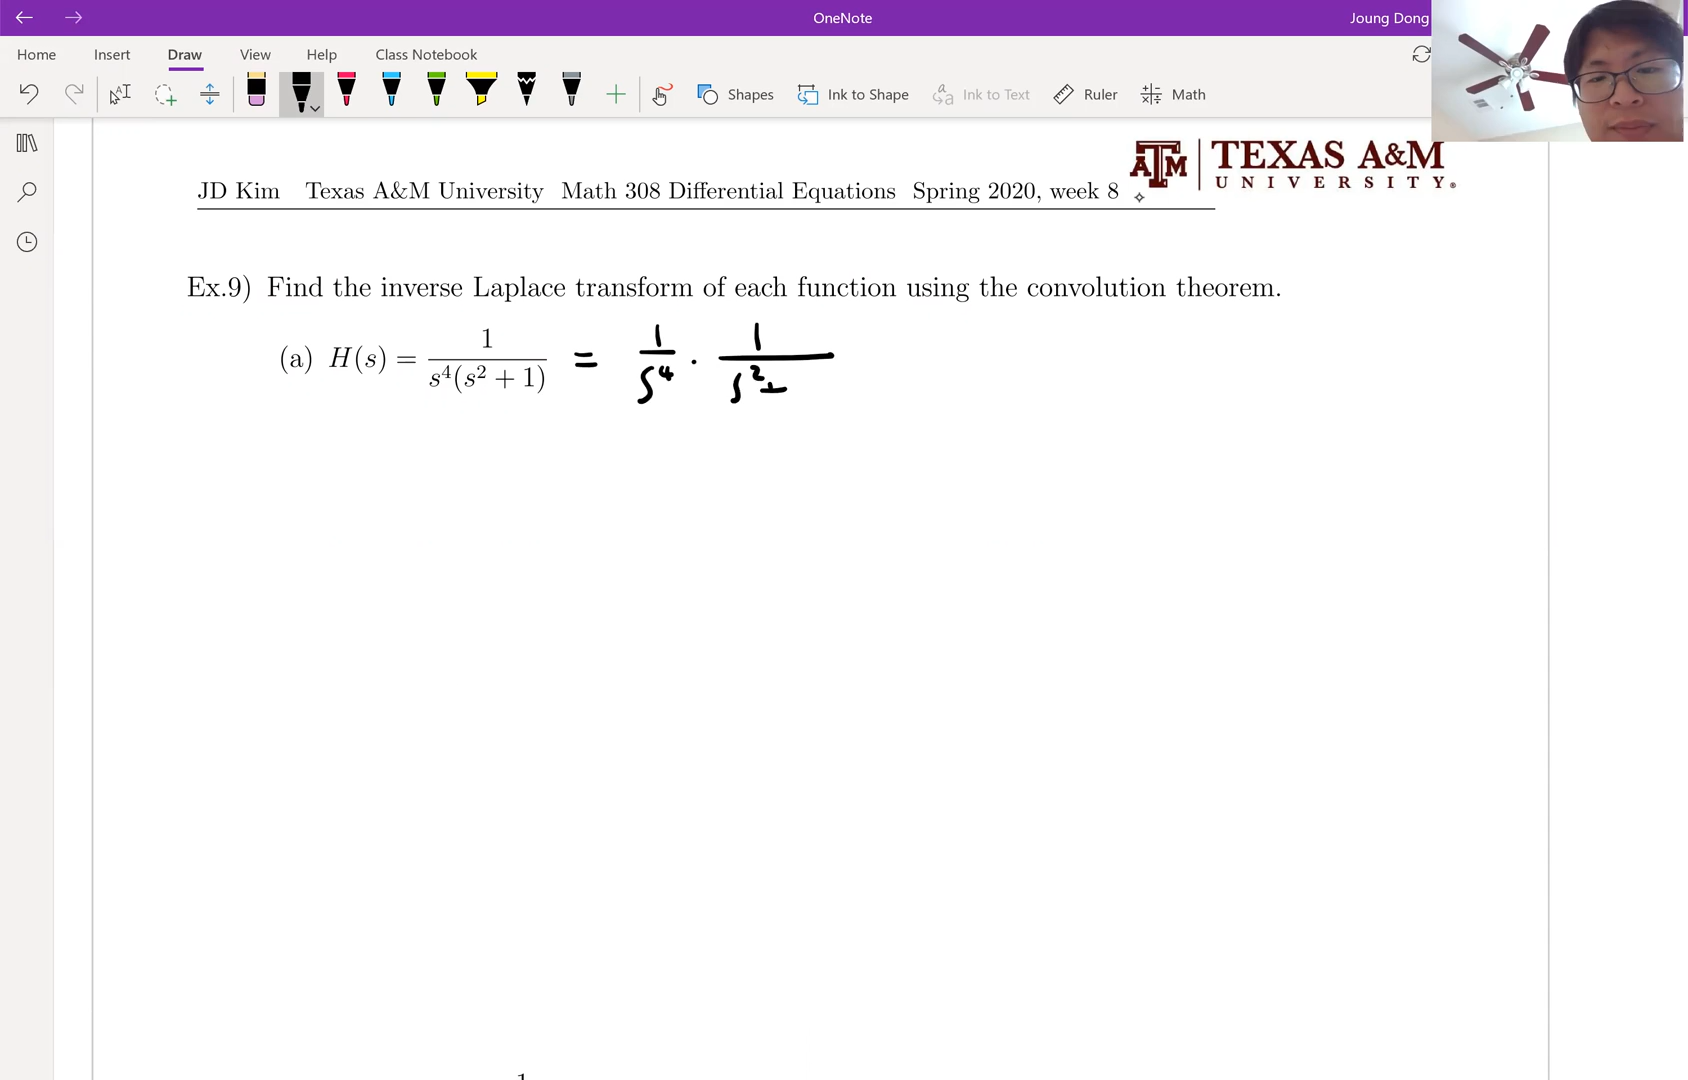 OneNote
Joung Dong
Home Insert Draw View Help Class Notebook
Shapes Ink to Shape Ink to Text Ruler Math
TEXAS A&M
UNIVERSITY.
JD Kim Texas A&M University Math 308 Differential Equations Spring 2020, week 8
Ex.9) Find the inverse Laplace transform of each function using the convolution theorem.
(a) H(s) = 1/(s⁴(s² + 1)) = 1/s⁴ · 1/(s²+